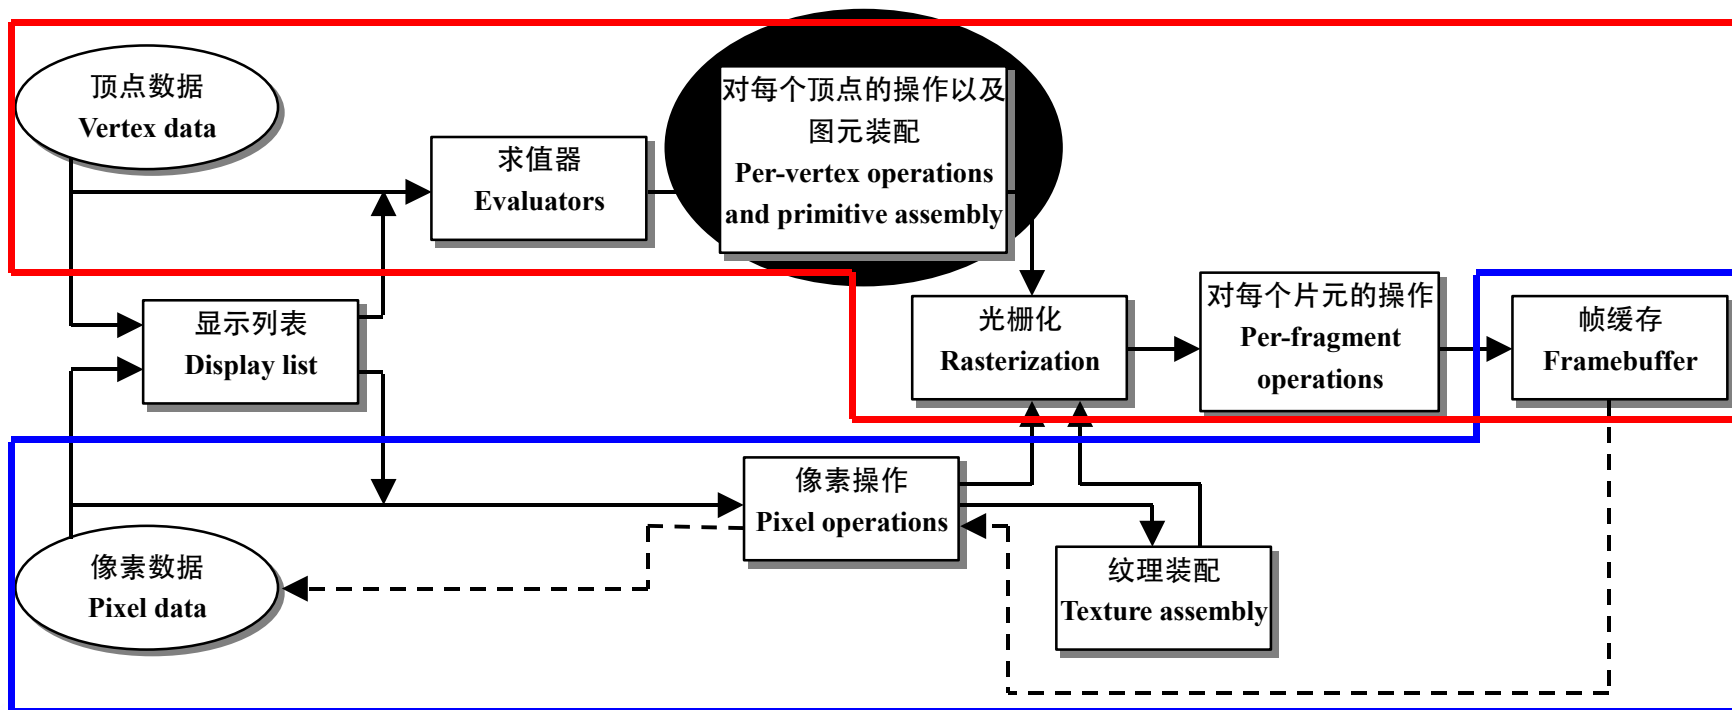 顶点数据
Vertex data
求值器
Evaluators
对每个顶点的操作以及
图元装配
Per-vertex operations
and primitive assembly
显示列表
Display list
光栅化
Rasterization
对每个片元的操作
Per-fragment
operations
帧缓存
Framebuffer
像素操作
Pixel operations
像素数据
Pixel data
纹理装配
Texture assembly